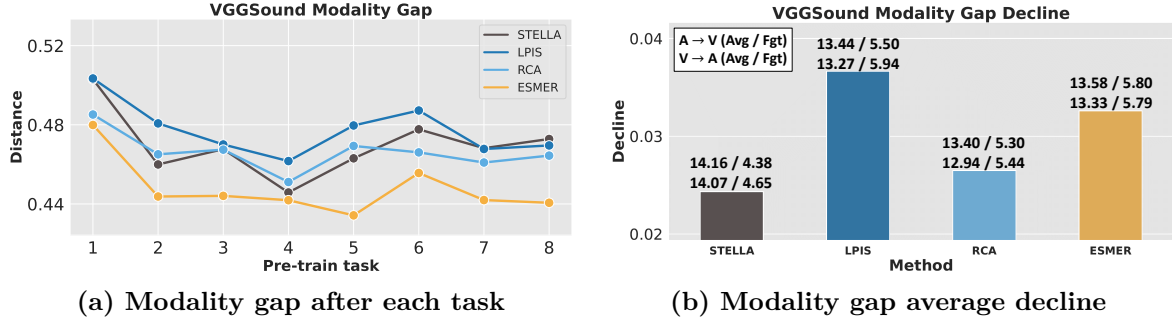 VGGSound Modality Gap
0.52
0.48
0.44
Distance
STELLA
LPIS
RCA
ESMER
1 2 3 4 5 6 7 8
Pre-train task
(a) Modality gap after each task
VGGSound Modality Gap Decline
0.04
0.03
0.02
Decline
A → V (Avg / Fgt)
V → A (Avg / Fgt)
14.16 / 4.38
14.07 / 4.65
13.44 / 5.50
13.27 / 5.94
13.40 / 5.30
12.94 / 5.44
13.58 / 5.80
13.33 / 5.79
STELLA LPIS RCA ESMER
Method
(b) Modality gap average decline